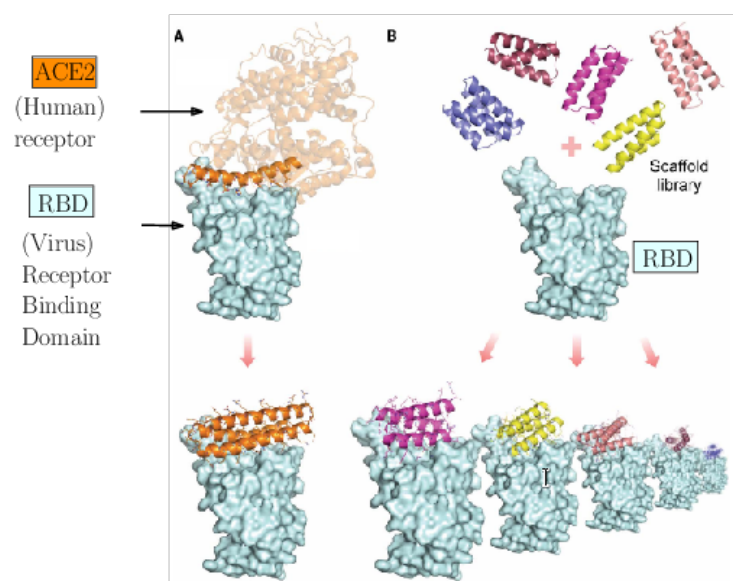 A
B
ACE2
(Human)
receptor
Scaffold
library
RBD
(Virus)
Receptor
Binding
Domain
RBD